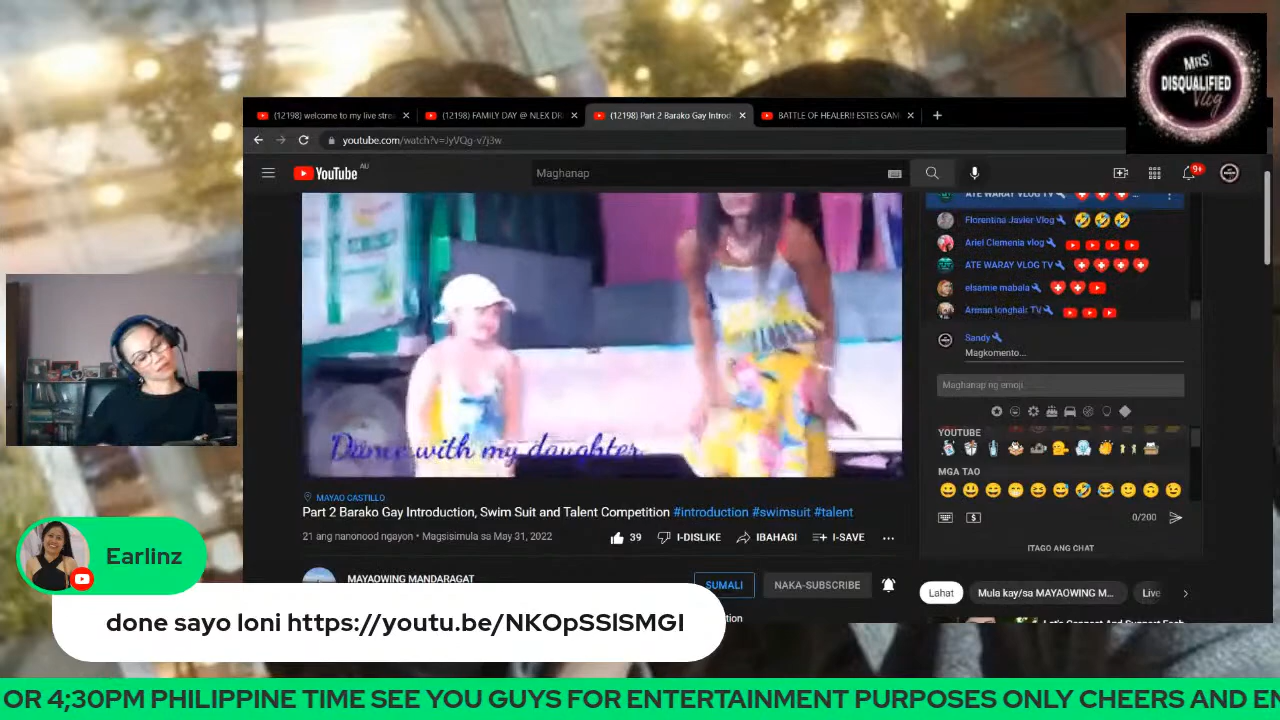 MRS
DISQUALIFIED
Vlog
(12198) welcome to my live stre
(12198) FAMILY DAY @ NLEX DR
(12198) Part 2 Barako Gay Introd
BATTLE OF HEALER!! ESTES GAM
youtube.com/watch?v=JyVQg-v7j3w
YouTube AU
Maghanap
9+
ATE WARAY VLOG TV
Florentina Javier Vlog
Ariel Clemenia vlog
ATE WARAY VLOG TV
elsamie mabala
Arman longhair TV
Sandy
Magkomento...
Maghanap ng emoji
YOUTUBE
MGA TAO
0/200
ITAGO ANG CHAT
Dance with my daughter
MAYAO CASTILLO
Part 2 Barako Gay Introduction, Swim Suit and Talent Competition #introduction #swimsuit #talent
21 ang nanonood ngayon • Magsisimula sa May 31, 2022
39 I-DISLIKE IBAHAGI I-SAVE
MAYAOWING MANDARAGAT
SUMALI NAKA-SUBSCRIBE
Lahat Mula kay/sa MAYAOWING M... Live
Earlinz
done sayo loni https://youtu.be/NKOpSSlSMGI
OR 4;30PM PHILIPPINE TIME SEE YOU GUYS FOR ENTERTAINMENT PURPOSES ONLY CHEERS AND EN